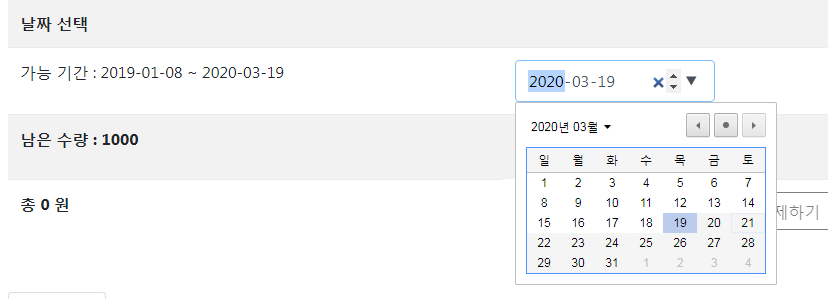 날짜 선택
가능 기간 : 2019-01-08 ~ 2020-03-19
2020-03-19
2020년 03월
남은 수량 : 1000
일 월 화 수 목 금 토
1 2 3 4 5 6 7
8 9 10 11 12 13 14
총 0 원
15 16 17 18 19 20 21
제하기
22 23 24 25 26 27 28
29 30 31 1 2 3 4